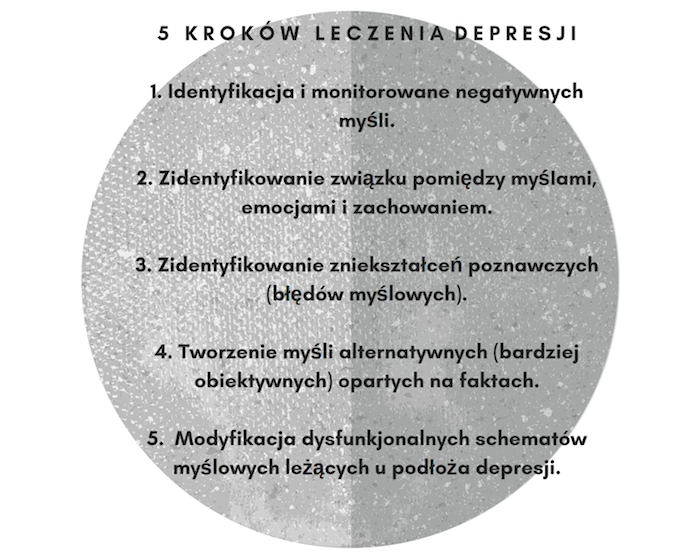 5 KROKÓW LECZENIA DEPRESJI
1. Identyfikacja i monitorowane negatywnych
myśli.
2. Zidentyfikowanie związku pomiędzy myślami,
emocjami i zachowaniem.
3. Zidentyfikowanie zniekształceń poznawczych
(błędów myślowych).
4. Tworzenie myśli alternatywnych (bardziej
obiektywnych) opartych na faktach.
5. Modyfikacja dysfunkjonalnych schematów
myślowych leżących u podłoża depresji.